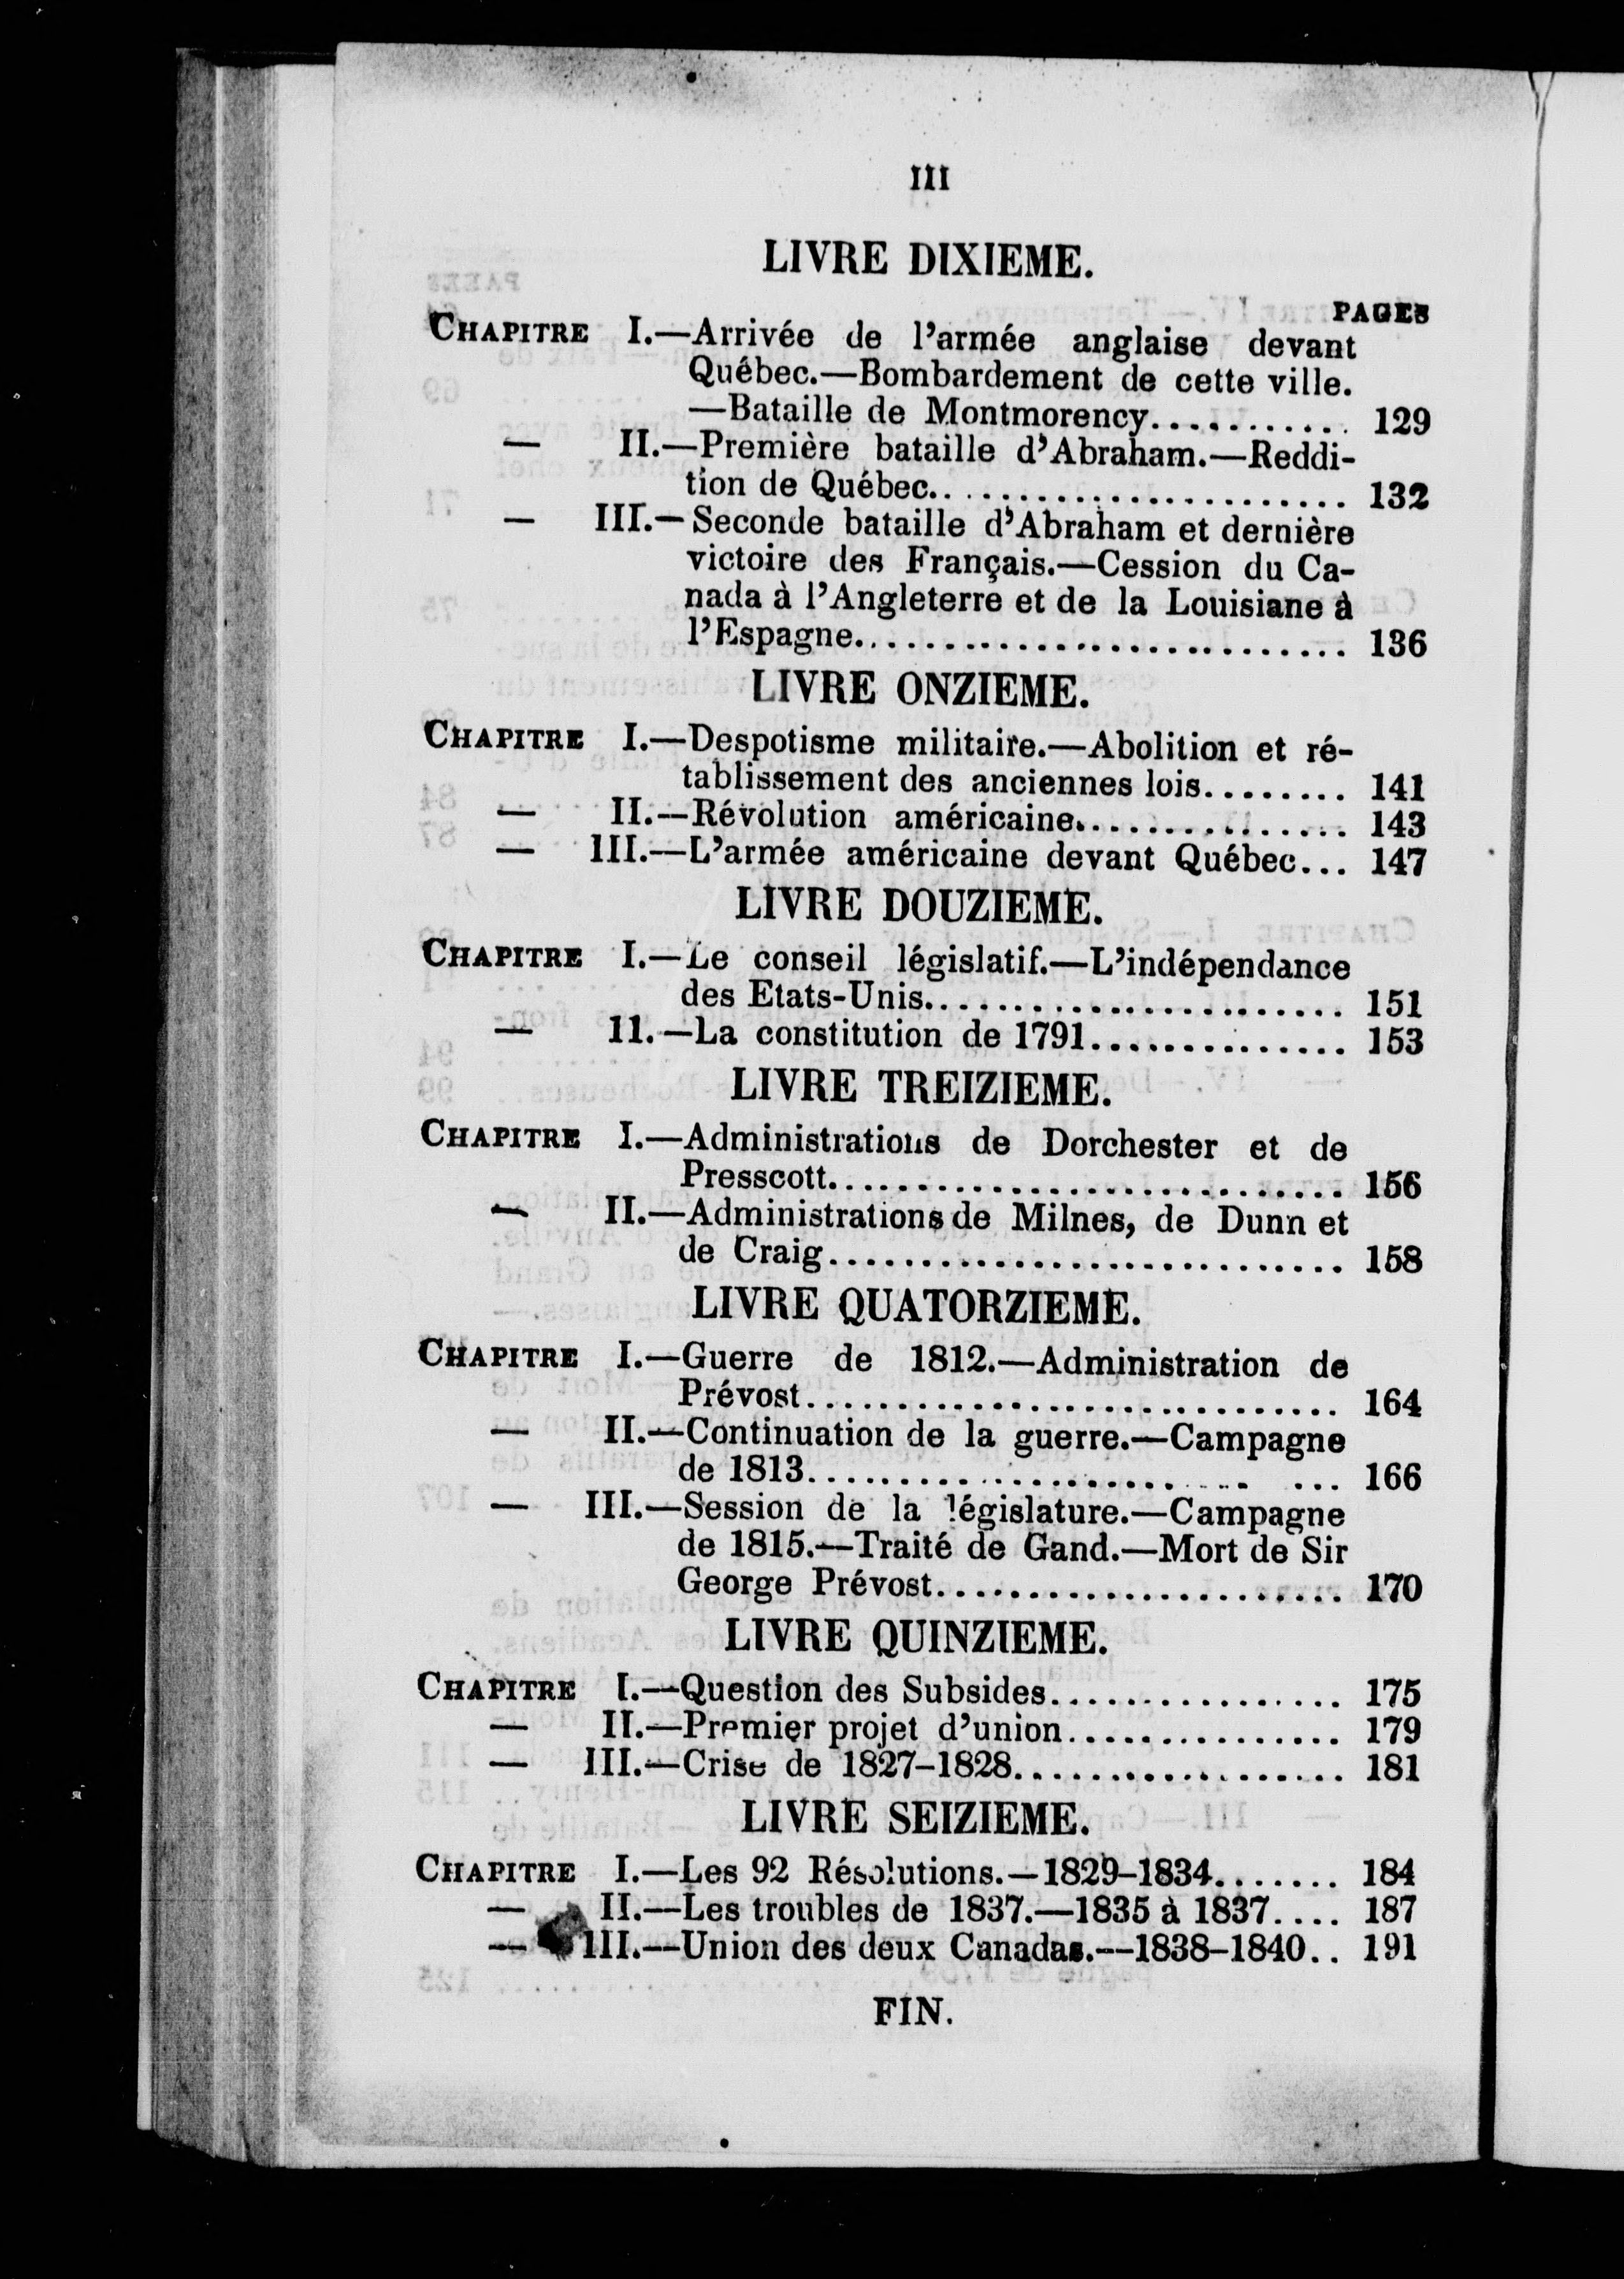 III
LIVRE DIXIEME.
PAGES
CHAPITRE I.—Arrivée de l'armée anglaise devant
Québec.—Bombardement de cette ville.
—Bataille de Montmorency........... 129
— II.—Première bataille d'Abraham.—Reddi-
tion de Québec....................... 132
— III.—Seconde bataille d'Abraham et dernière
victoire des Français.—Cession du Ca-
nada à l'Angleterre et de la Louisiane à
l'Espagne........................... 136
LIVRE ONZIEME.
CHAPITRE I.—Despotisme militaire.—Abolition et ré-
tablissement des anciennes lois........ 141
— II.—Révolution américaine............... 143
— III.—L'armée américaine devant Québec... 147
LIVRE DOUZIEME.
CHAPITRE I.—Le conseil législatif.—L'indépendance
des Etats-Unis....................... 151
— II.—La constitution de 1791.............. 153
LIVRE TREIZIEME.
CHAPITRE I.—Administrations de Dorchester et de
Presscott............................ 156
— II.—Administrations de Milnes, de Dunn et
de Craig............................ 158
LIVRE QUATORZIEME.
CHAPITRE I.—Guerre de 1812.—Administration de
Prévost............................. 164
— II.—Continuation de la guerre.—Campagne
de 1813........................ ... 166
— III.—Session de la législature.—Campagne
de 1815.—Traité de Gand.—Mort de Sir
George Prévost...................... 170
LIVRE QUINZIEME.
CHAPITRE I.—Question des Subsides................ 175
— II.—Premier projet d'union............... 179
— III.—Crise de 1827-1828.................. 181
LIVRE SEIZIEME.
CHAPITRE I.—Les 92 Résolutions.—1829-1834....... 184
— II.—Les troubles de 1837.—1835 à 1837.... 187
— III.—Union des deux Canadas.—1838-1840.. 191
FIN.